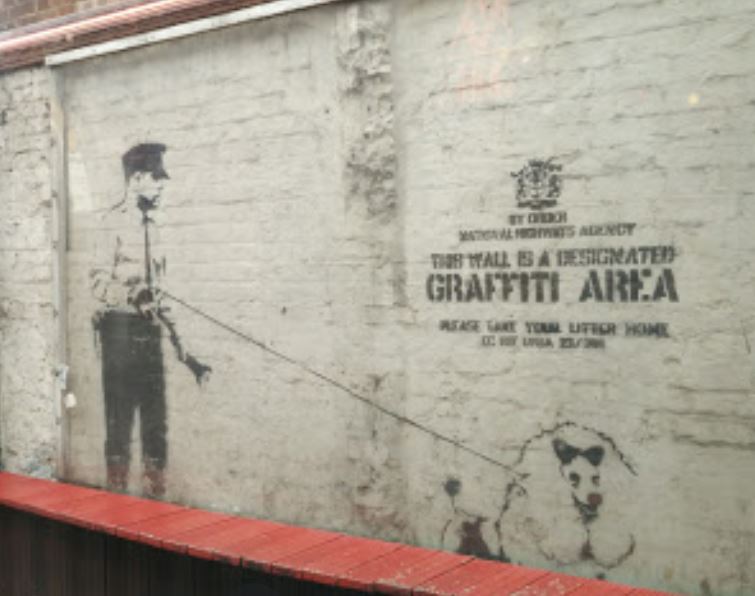 BY ORDER
NATIONAL HIGHWAYS AGENCY
THIS WALL IS A DESIGNATED
GRAFFITI AREA
PLEASE TAKE YOUR LITTER HOME